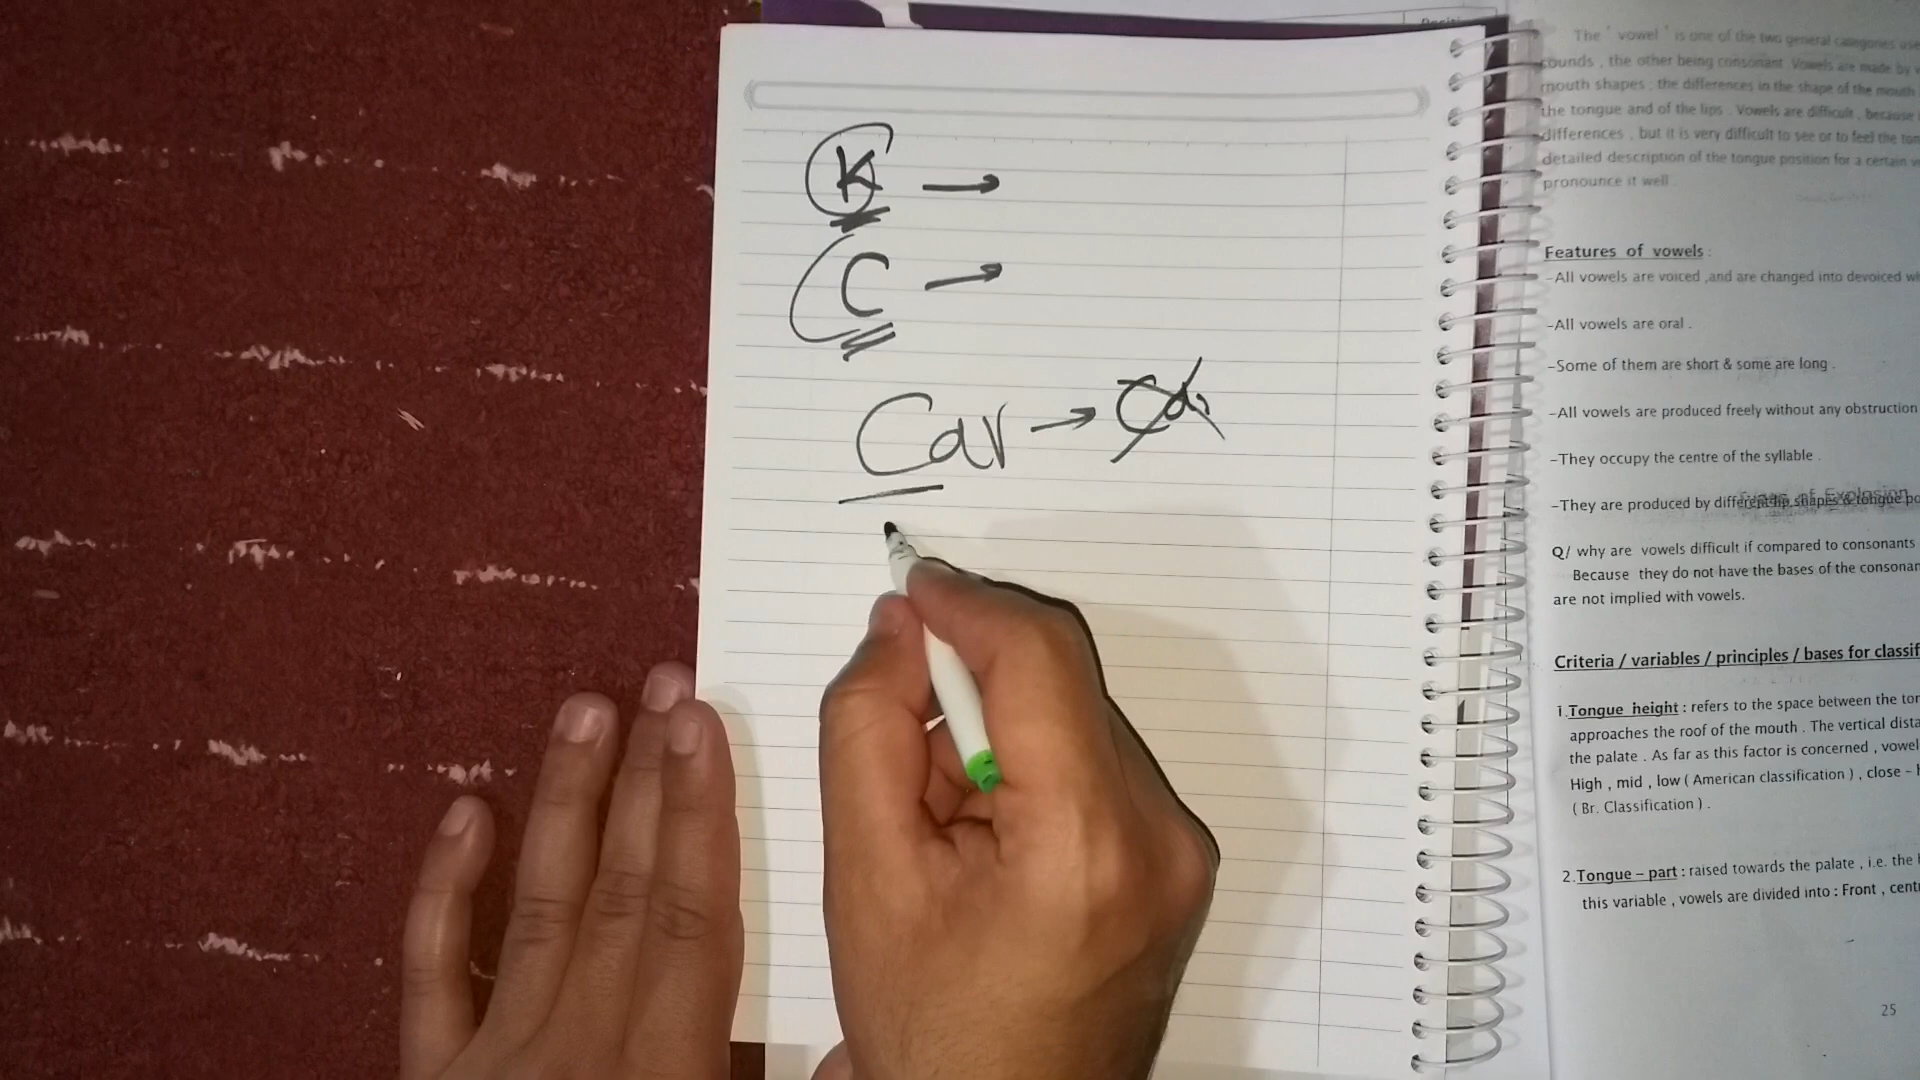 K →
C →
Car →
The ' vowel ' is one of the two general categories use
sounds , the other being consonant. Vowels are made by
mouth shapes ; the differences in the shape of the mouth
the tongue and of the lips . Vowels are difficult , because
differences , but it is very difficult to see or to feel the
detailed description of the tongue position for a certain
pronounce it well .
Features of vowels :
-All vowels are voiced ,and are changed into devoiced
-All vowels are oral .
-Some of them are short & some are long .
-All vowels are produced freely without any obstruction
-They occupy the centre of the syllable .
-They are produced by different lip shapes & tongue
Q/ why are vowels difficult if compared to consonants
Because they do not have the bases of the
are not implied with vowels.
Criteria / variables / principles / bases for
1.Tongue height : refers to the space between the
approaches the roof of the mouth . The vertical
the palate . As far as this factor is concerned , vowel
High , mid , low ( American classification ) , close -
( Br. Classification ) .
2.Tongue – part : raised towards the palate , i.e. the
this variable , vowels are divided into : Front ,
25